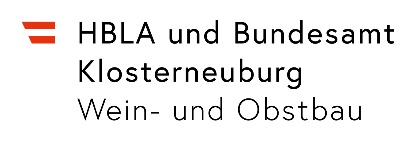 HBLA und Bundesamt
Klosterneuburg
Wein- und Obstbau